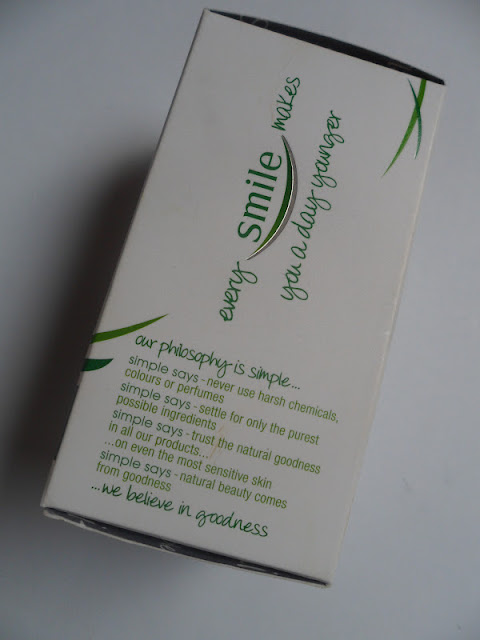 every smile makes
you a day younger
our philosophy is simple...
simple says - never use harsh chemicals,
colours or perfumes
simple says - settle for only the purest
possible ingredients
simple says - trust the natural goodness
in all our products...
...on even the most sensitive skin
simple says - natural beauty comes
from goodness
...we believe in goodness